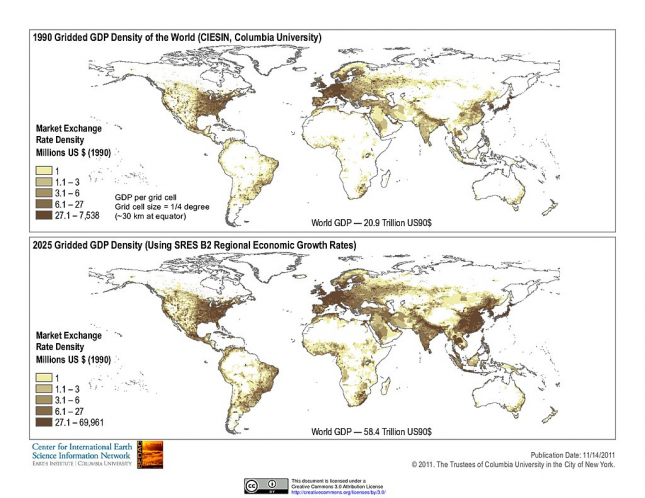 1990 Gridded GDP Density of the World (CIESIN, Columbia University)
Market Exchange
Rate Density
Millions US $ (1990)
1
1.1 – 3
3.1 – 6
6.1 – 27
27.1 – 7,538
GDP per grid cell
Grid cell size = 1/4 degree
(~30 km at equator)
World GDP — 20.9 Trillion US90$
2025 Gridded GDP Density (Using SRES B2 Regional Economic Growth Rates)
Market Exchange
Rate Density
Millions US $ (1990)
1
1.1 – 3
3.1 – 6
6.1 – 27
27.1 – 69,961
World GDP — 58.4 Trillion US90$
Center for International Earth
Science Information Network
EARTH INSTITUTE | COLUMBIA UNIVERSITY
Publication Date: 11/14/2011
© 2011. The Trustees of Columbia University in the City of New York.
cc
BY
This document is licensed under a
Creative Commons 3.0 Attribution License
http://creativecommons.org/licenses/by/3.0/